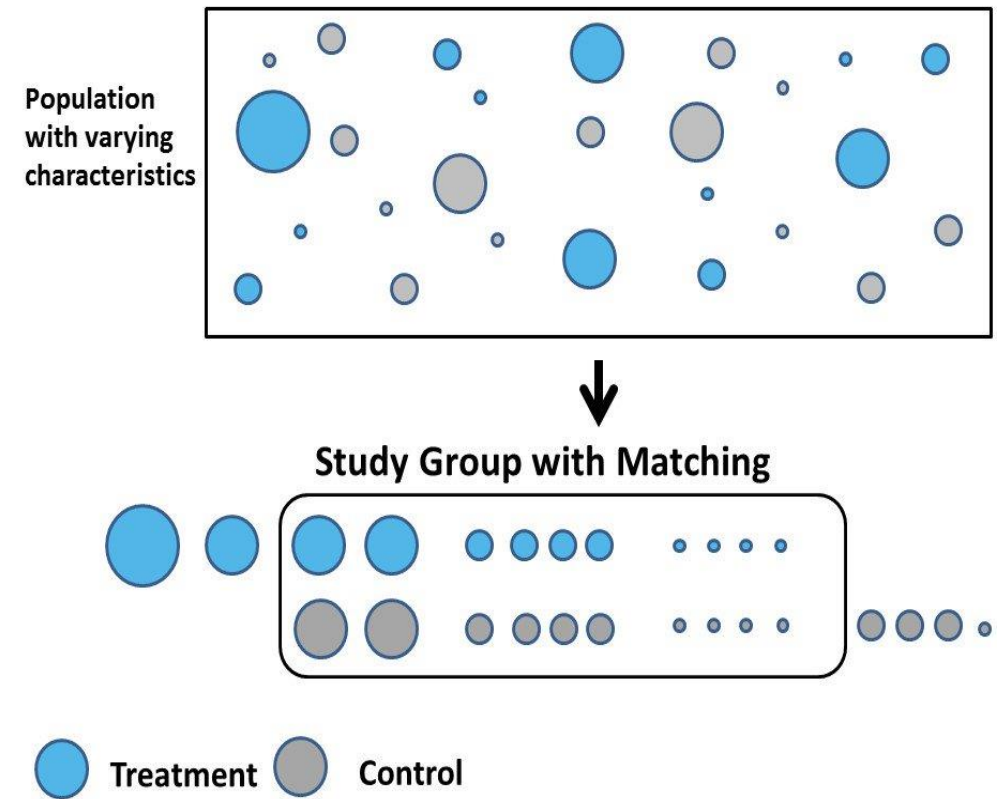 Population
with varying
characteristics
Study Group with Matching
Treatment
Control